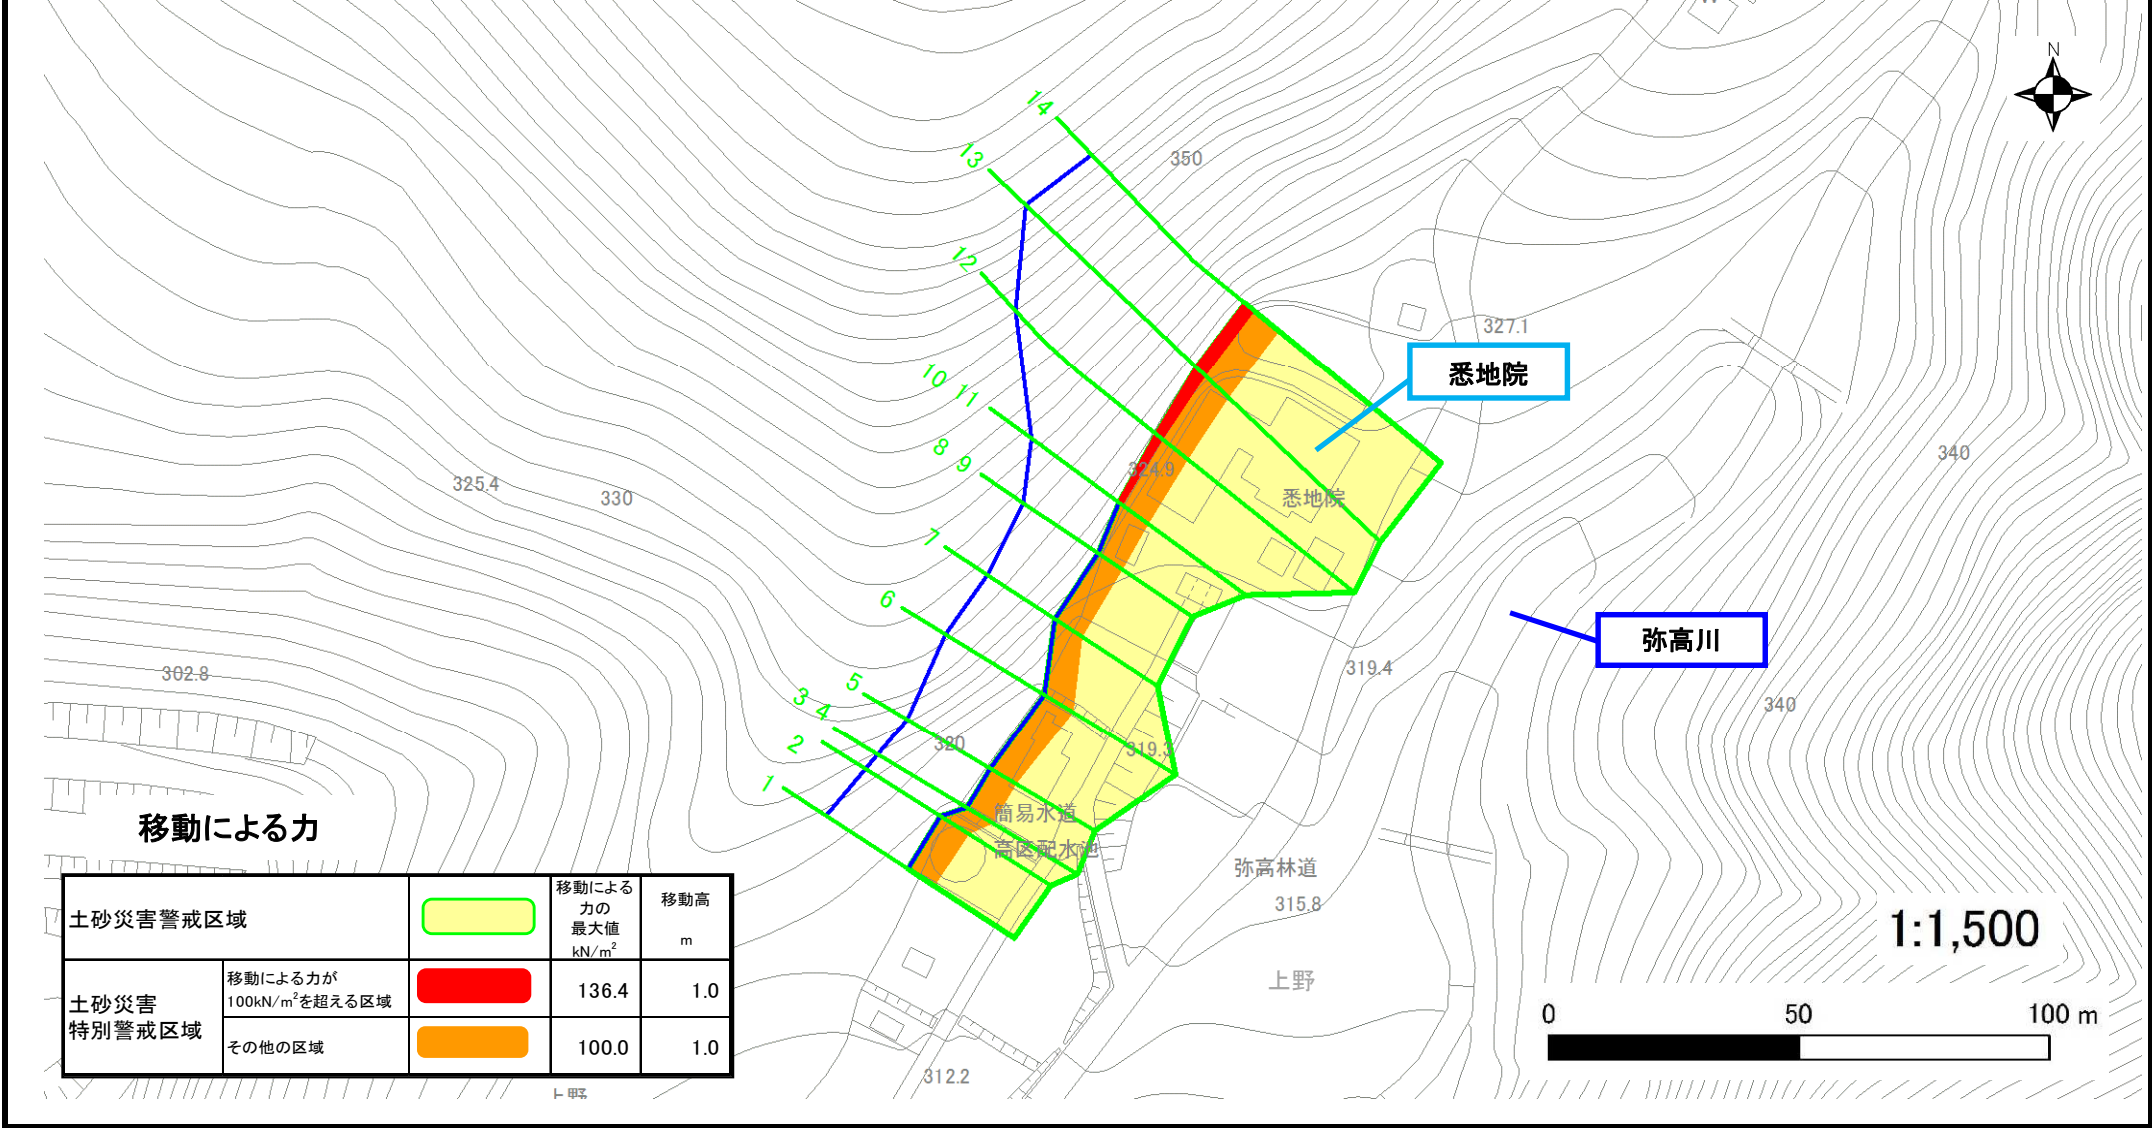 N
14
13
350
12
327.1
悉地院
10 11
340
8 9
324.9
325.4
330
悉地院
7
6
弥高川
319.4
302.8
5
3 4
340
2
320
319.3
1
簡易水道
高区配水池
弥高林道
315.8
上野
312.2
上野
移動による力
移動による
力の
最大値
kN/m²
移動高
m
土砂災害警戒区域
土砂災害
特別警戒区域
移動による力が
100kN/m²を超える区域
136.4
1.0
その他の区域
100.0
1.0
1:1,500
0 50 100 m